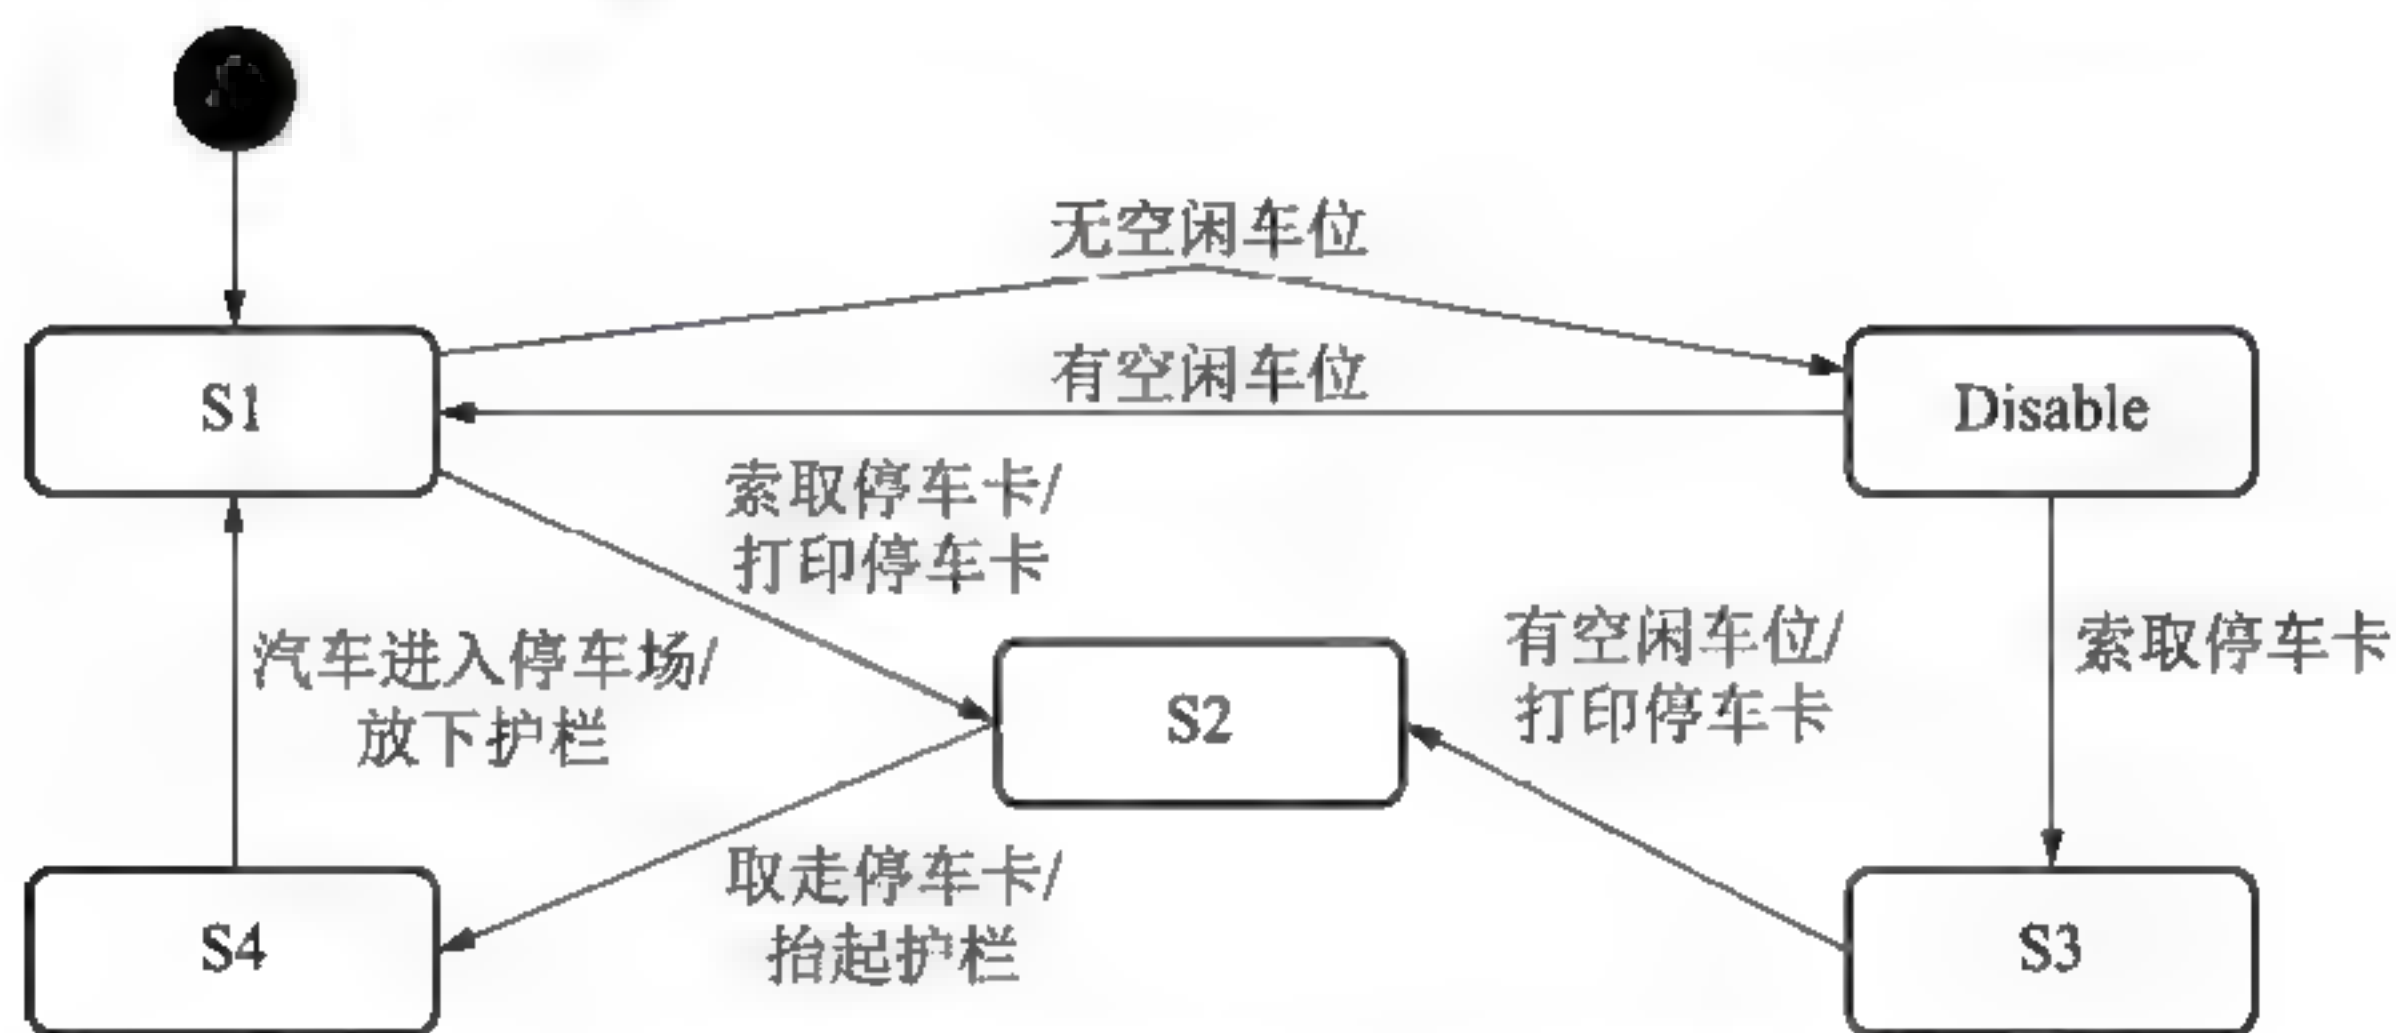 无空闲车位
有空闲车位
S1
Disable
索取停车卡/
打印停车卡
汽车进入停车场/
放下护栏
有空闲车位/
打印停车卡
索取停车卡
S2
取走停车卡/
抬起护栏
S4
S3